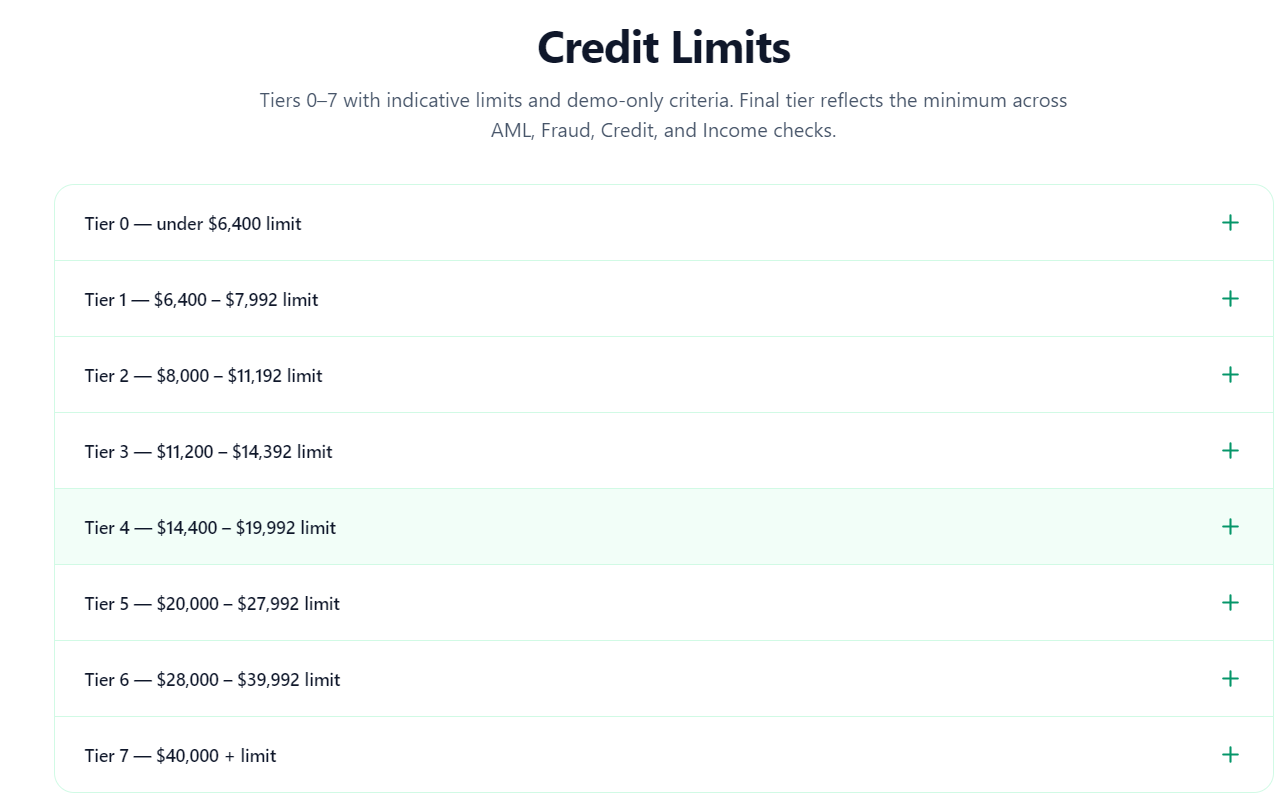 Credit Limits
Tiers 0–7 with indicative limits and demo-only criteria. Final tier reflects the minimum across
AML, Fraud, Credit, and Income checks.
Tier 0 — under $6,400 limit
Tier 1 — $6,400 – $7,992 limit
Tier 2 — $8,000 – $11,192 limit
Tier 3 — $11,200 – $14,392 limit
Tier 4 — $14,400 – $19,992 limit
Tier 5 — $20,000 – $27,992 limit
Tier 6 — $28,000 – $39,992 limit
Tier 7 — $40,000 + limit